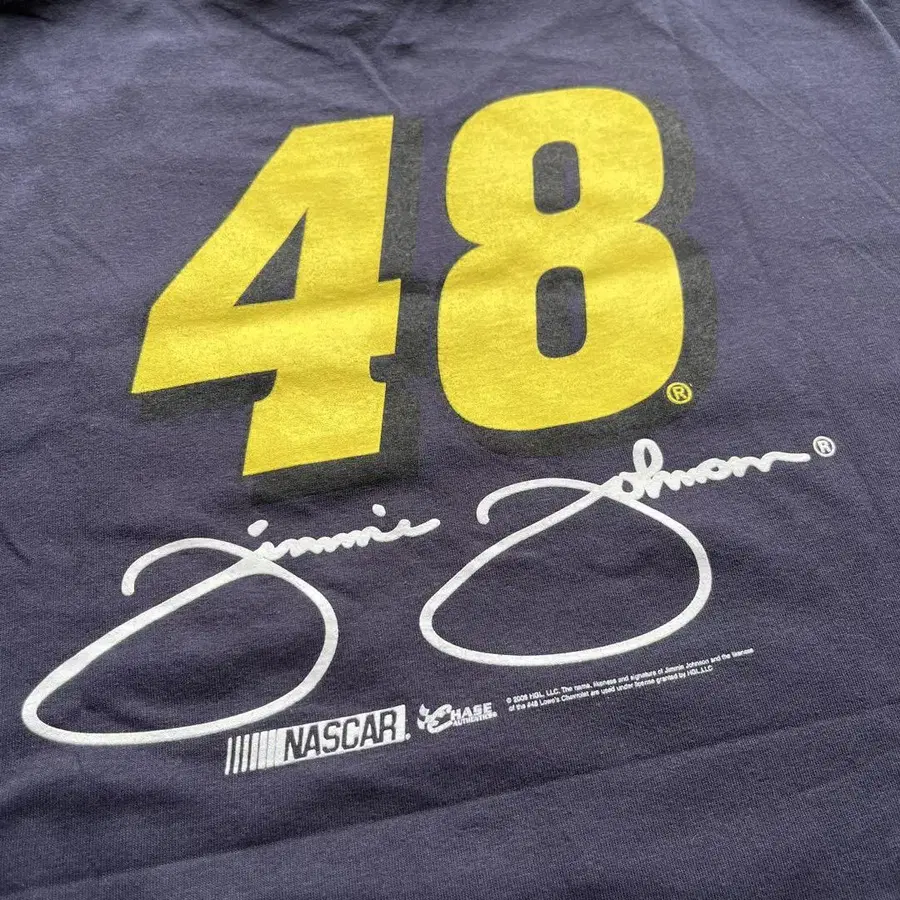 48®
Jimmie Johnson®
NASCAR® CHASE AUTHENTICS®
© 2008 HGL, LLC. The name, likeness and signature of Jimmie Johnson and the likeness
of the #48 Lowe's Chevrolet are used under license granted by HGL,LLC